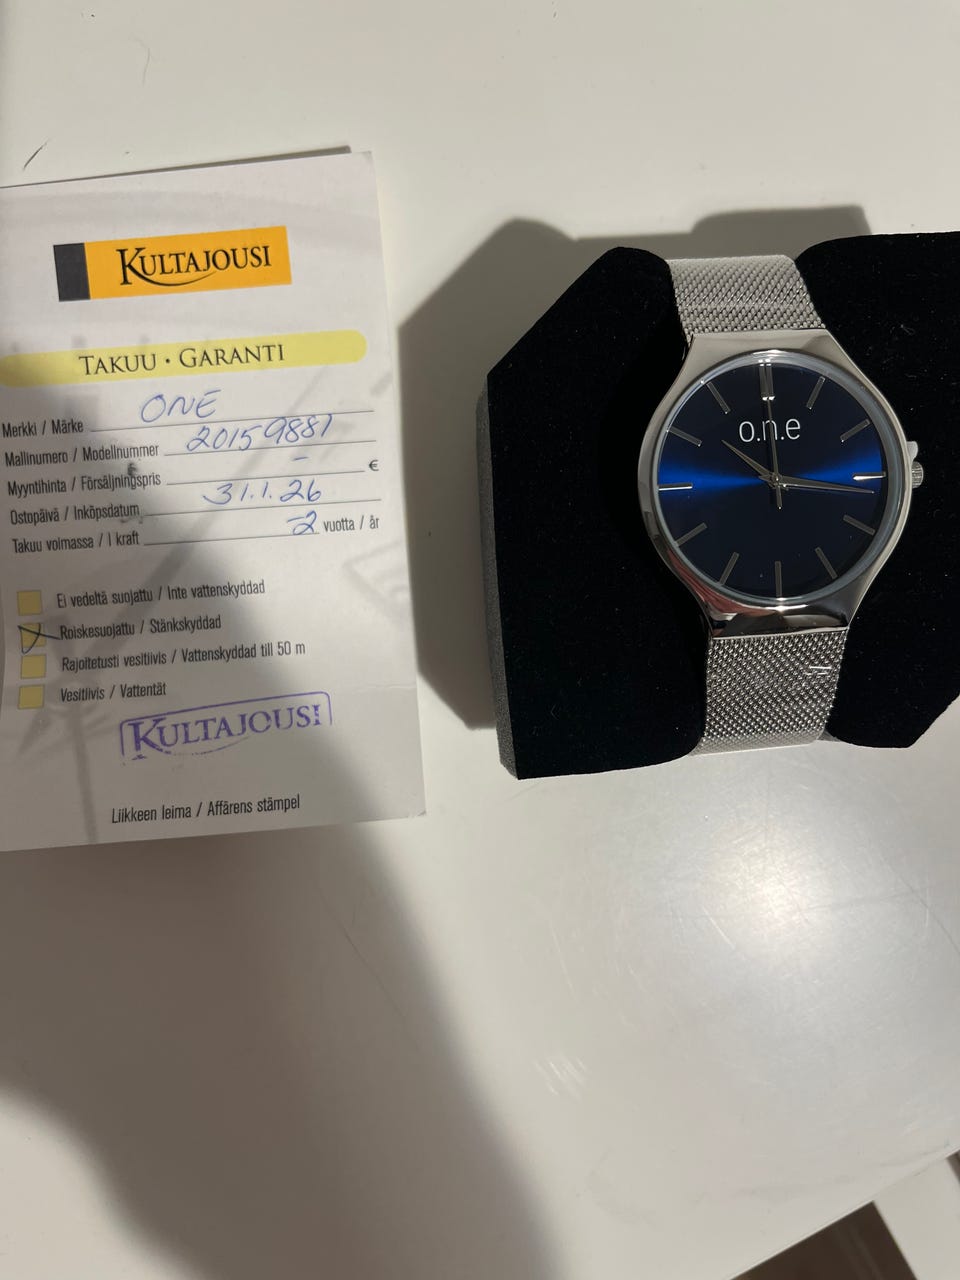 KULTAJOUSI
TAKUU • GARANTI
Merkki / Märke ONE
Mallinumero / Modellnummer 20159881
Myyntihinta / Försäljningspris – €
Ostopäivä / Inköpsdatum 31.1.26
Takuu voimassa / I kraft 2 vuotta / år
Ei vedeltä suojattu / Inte vattenskyddad
Roiskesuojattu / Stänkskyddad
Rajoitetusti vesitiivis / Vattenskyddad till 50 m
Vesitiivis / Vattentät
KULTAJOUSI
Liikkeen leima / Affärens stämpel
o.n.e